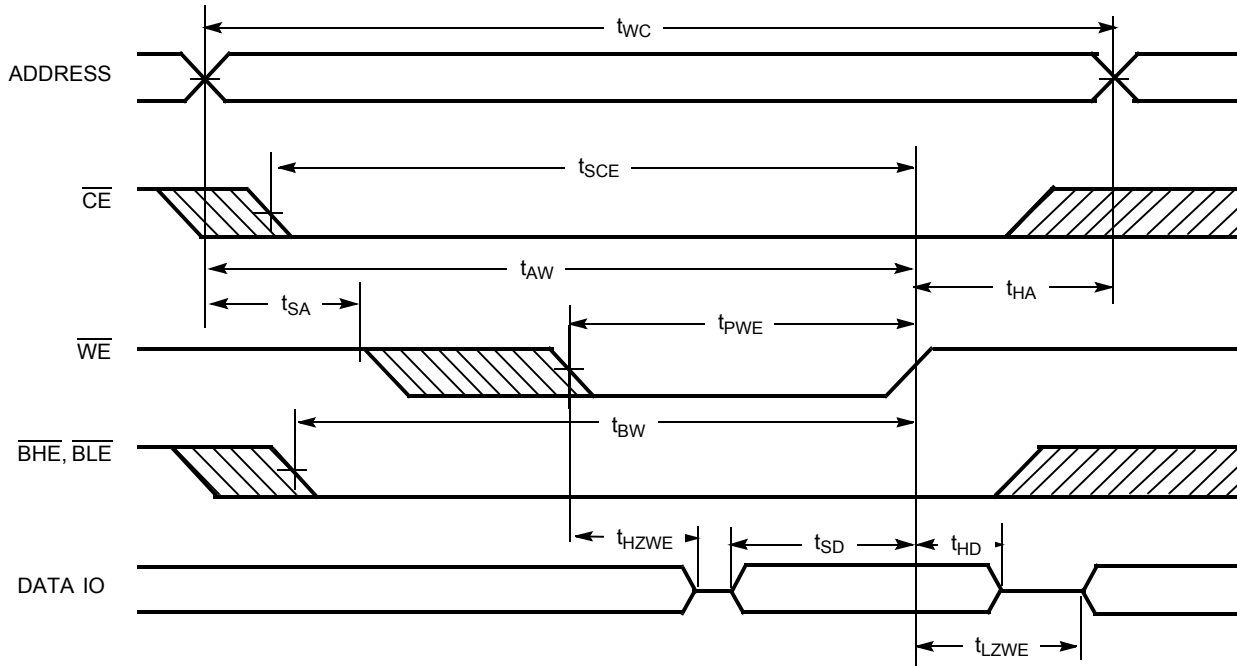 tWC
ADDRESS
tSCE
CE
tAW
tSA
tHA
tPWE
WE
tBW
BHE, BLE
tHZWE
tSD
tHD
DATA IO
tLZWE